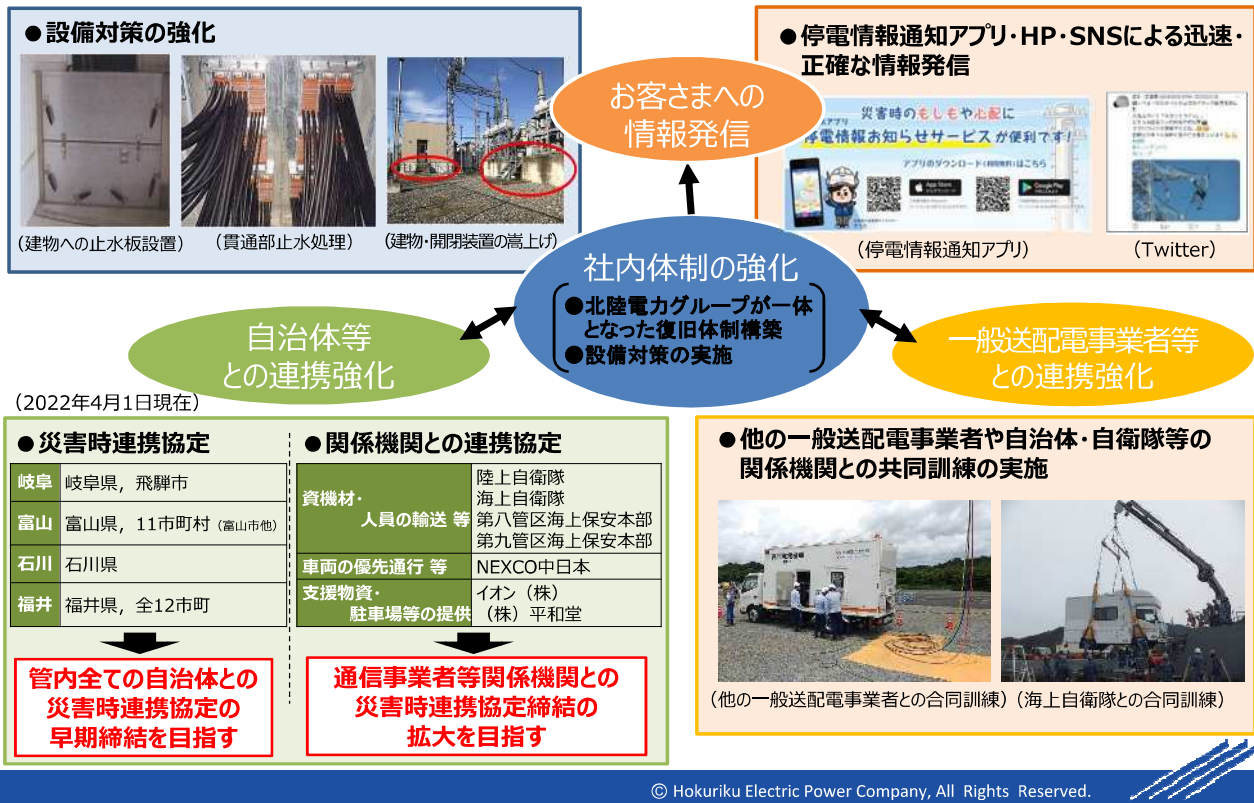 ●設備対策の強化
（建物への止水板設置）
（貫通部止水処理）
（建物・開閉装置の嵩上げ）
お客さまへの
情報発信
●停電情報通知アプリ・HP・SNSによる迅速・
正確な情報発信
災害時のもしもや心配に
停電情報お知らせサービスが便利です!
アプリのダウンロード(利用無料)はこちら
App Store
Google Play
（停電情報通知アプリ）
（Twitter）
社内体制の強化
●北陸電力グループが一体
となった復旧体制構築
●設備対策の実施
自治体等
との連携強化
一般送配電事業者等
との連携強化
（2022年4月1日現在）
●災害時連携協定
岐阜 岐阜県，飛騨市
富山 富山県，11市町村（富山市他）
石川 石川県
福井 福井県，全12市町
管内全ての自治体との
災害時連携協定の
早期締結を目指す
●関係機関との連携協定
資機材・
人員の輸送 等
陸上自衛隊
海上自衛隊
第八管区海上保安本部
第九管区海上保安本部
車両の優先通行 等 NEXCO中日本
支援物資・
駐車場等の提供
イオン（株）
（株）平和堂
通信事業者等関係機関との
災害時連携協定締結の
拡大を目指す
●他の一般送配電事業者や自治体・自衛隊等の
関係機関との共同訓練の実施
（他の一般送配電事業者との合同訓練）
（海上自衛隊との合同訓練）
© Hokuriku Electric Power Company, All Rights Reserved.